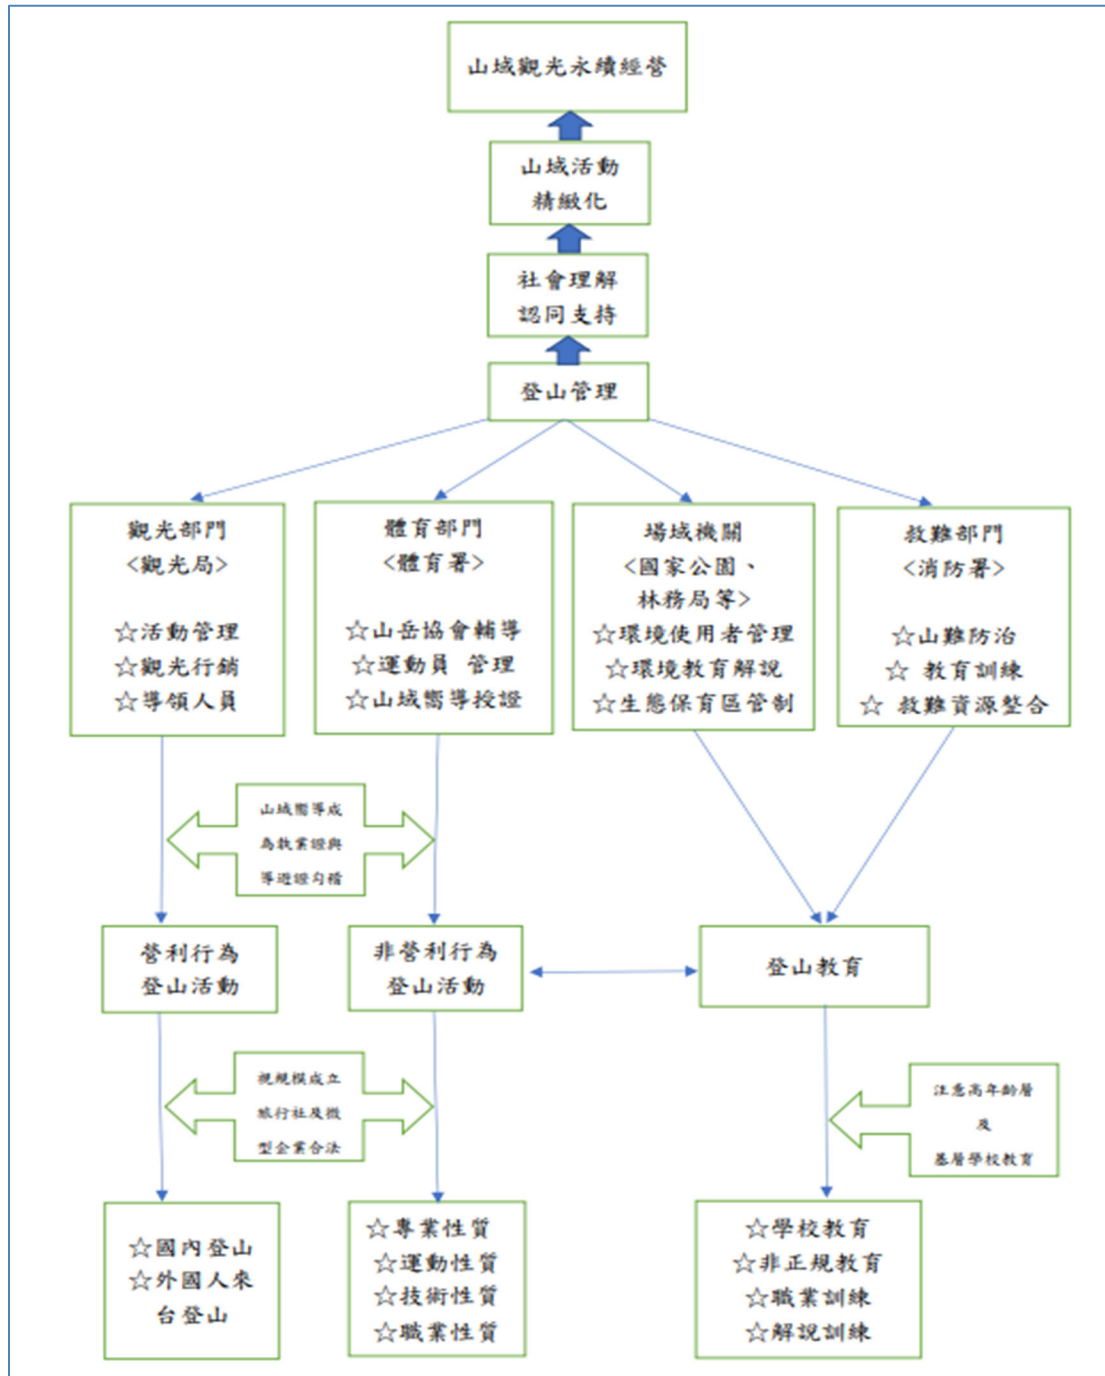 山域觀光永續經營
山域活動
精緻化
社會理解
認同支持
登山管理
觀光部門
<觀光局>
☆活動管理
☆觀光行銷
☆導領人員
體育部門
<體育署>
☆山岳協會輔導
☆運動員 管理
☆山域嚮導授證
場域機關
<國家公園、
林務局等>
☆環境使用者管理
☆環境教育解說
☆生態保育區管制
救難部門
<消防署>
☆山難防治
☆ 教育訓練
☆ 救難資源整合
山域嚮導成
為執業證與
導遊證勾稽
營利行為
登山活動
非營利行為
登山活動
登山教育
視規模成立
旅行社及微
型企業合法
注意高年齡層
及
基層學校教育
☆國內登山
☆外國人來
台登山
☆專業性質
☆運動性質
☆技術性質
☆職業性質
☆學校教育
☆非正規教育
☆職業訓練
☆解說訓練